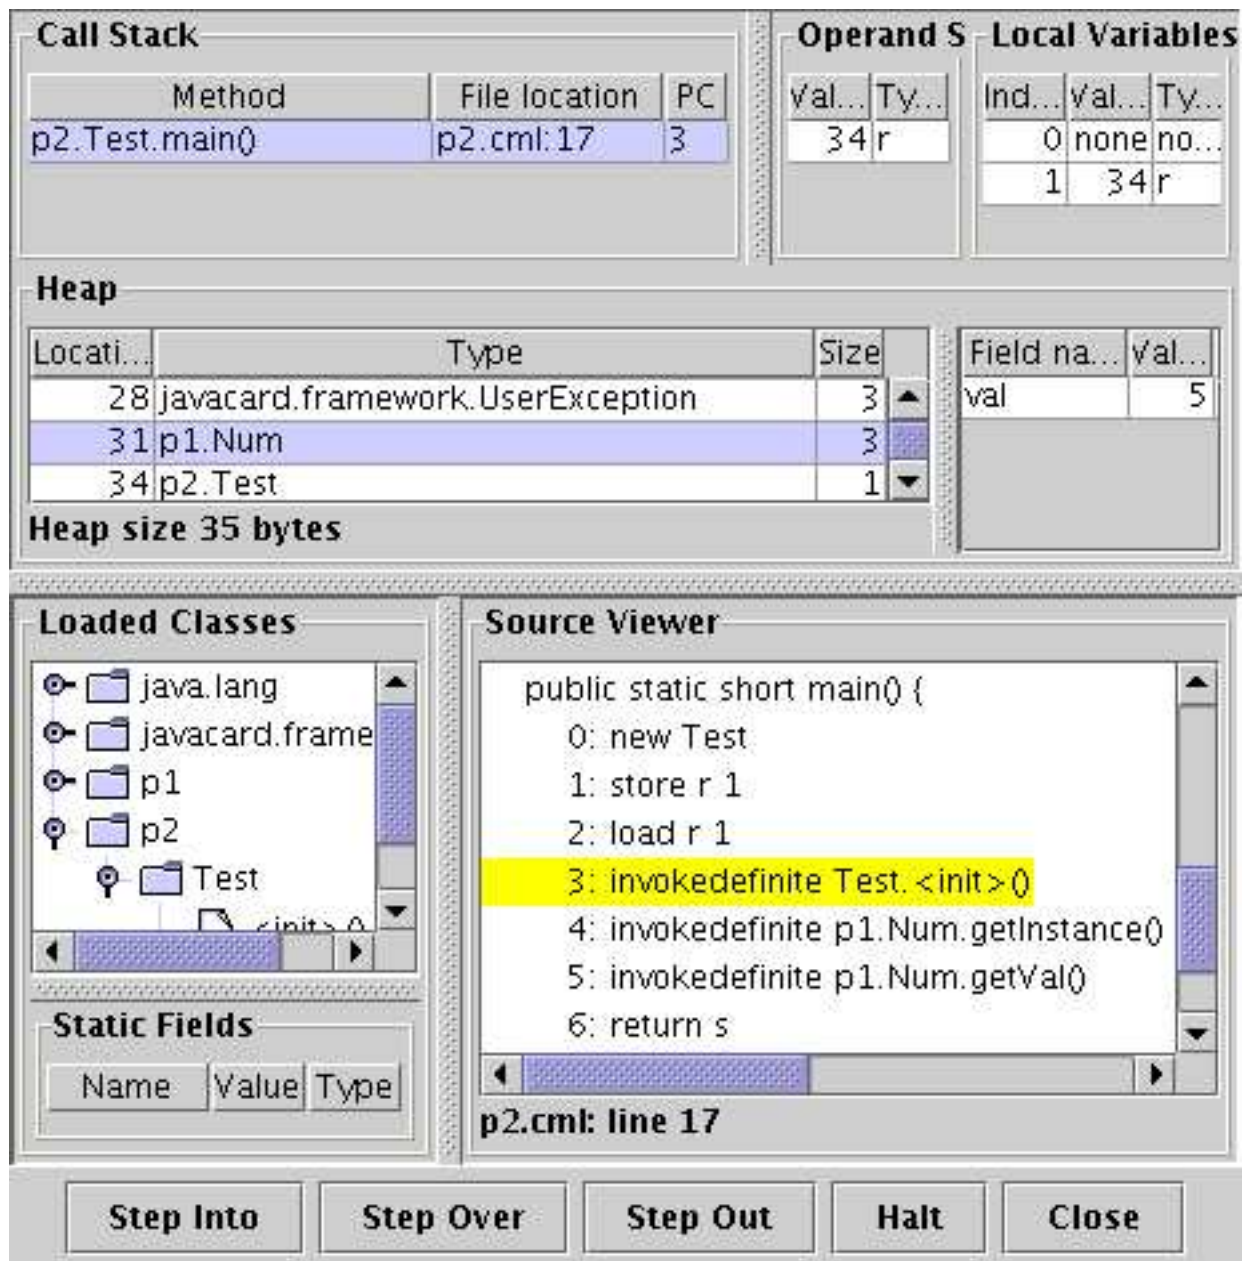 Call Stack
Method File location PC
p2.Test.main() p2.cml:17 3
Operand S
Val... Ty...
34 r
Local Variables
Ind... Val... Ty...
0 none no...
1 34 r
Heap
Locati... Type Size
28 javacard.framework.UserException 3
31 p1.Num 3
34 p2.Test 1
Heap size 35 bytes
Field na... Val...
val 5
Loaded Classes
java.lang
javacard.frame
p1
p2
Test
<init>()
Static Fields
Name Value Type
Source Viewer
public static short main() {
0: new Test
1: store r 1
2: load r 1
3: invokedefinite Test.<init>()
4: invokedefinite p1.Num.getInstance()
5: invokedefinite p1.Num.getVal()
6: return s
p2.cml: line 17
Step Into Step Over Step Out Halt Close